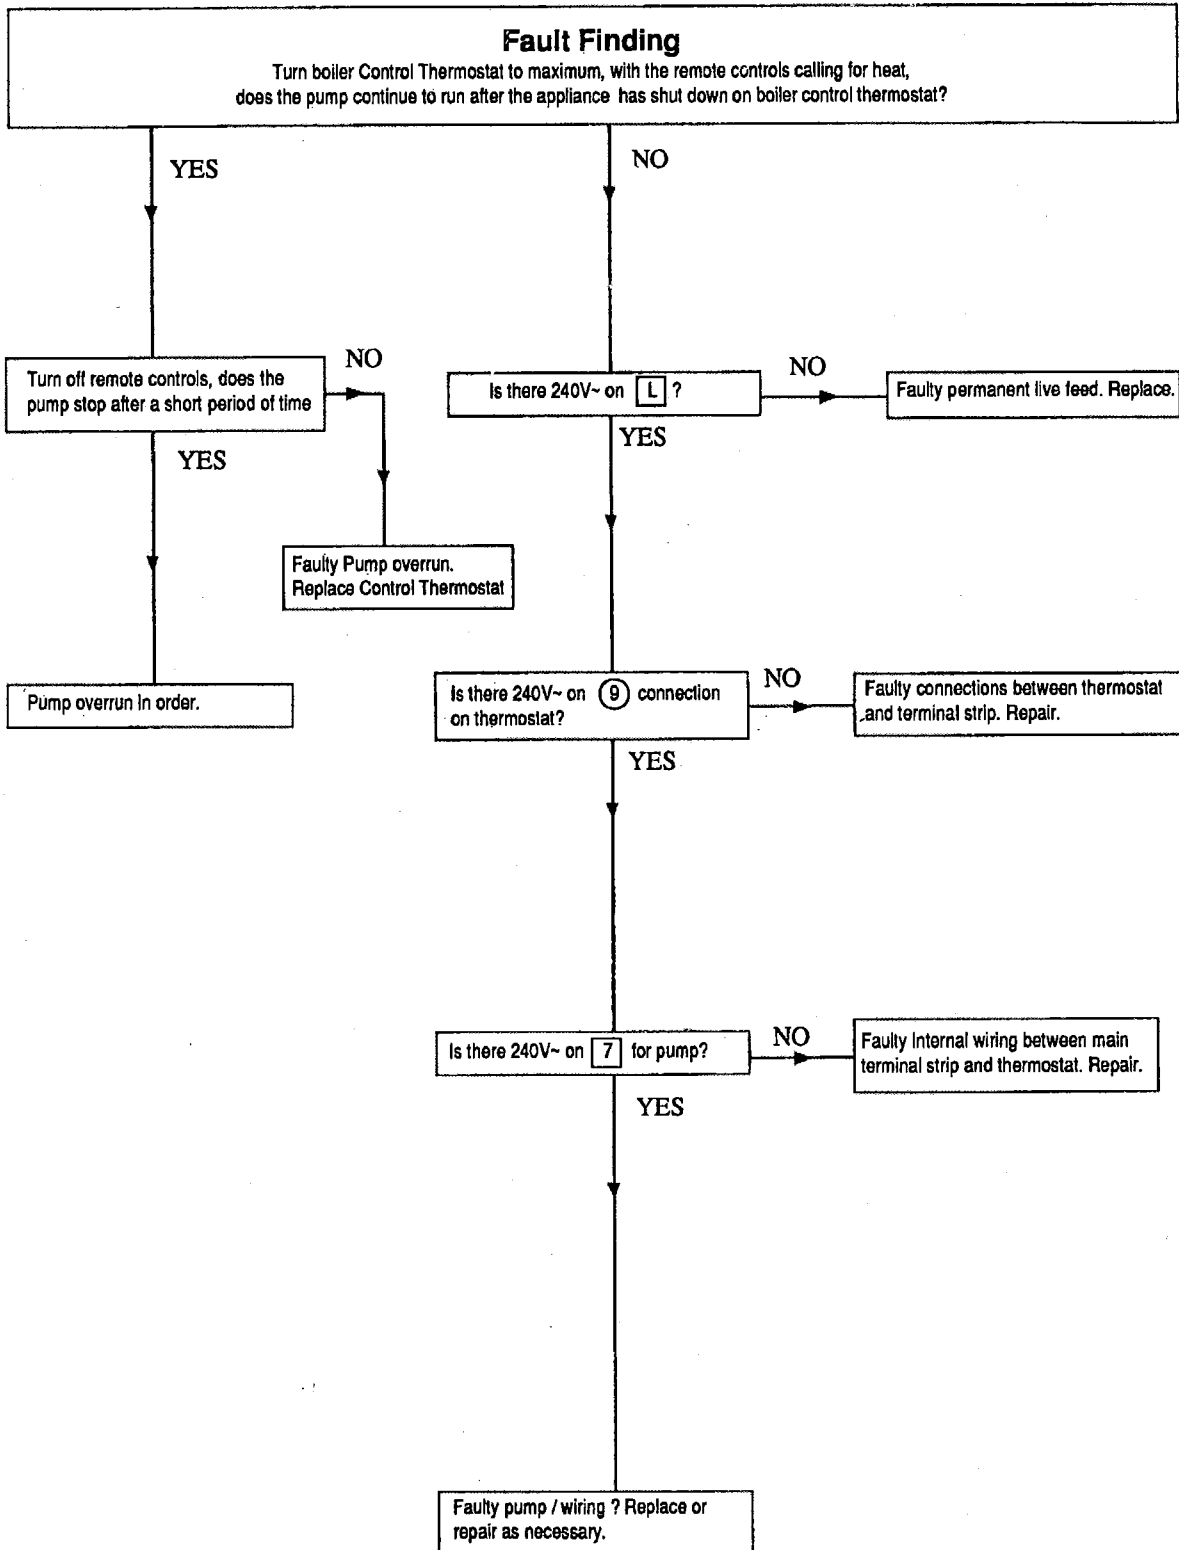 Fault Finding
Turn boiler Control Thermostat to maximum, with the remote controls calling for heat,
does the pump continue to run after the appliance has shut down on boiler control thermostat?
YES
NO
Turn off remote controls, does the
pump stop after a short period of time
NO
YES
Is there 240V~ on L ?
NO
Faulty permanent live feed. Replace.
YES
Faulty Pump overrun.
Replace Control Thermostat
Pump overrun in order.
Is there 240V~ on 9 connection
on thermostat?
NO
Faulty connections between thermostat
and terminal strip. Repair.
YES
Is there 240V~ on 7 for pump?
NO
Faulty Internal wiring between main
terminal strip and thermostat. Repair.
YES
Faulty pump / wiring ? Replace or
repair as necessary.